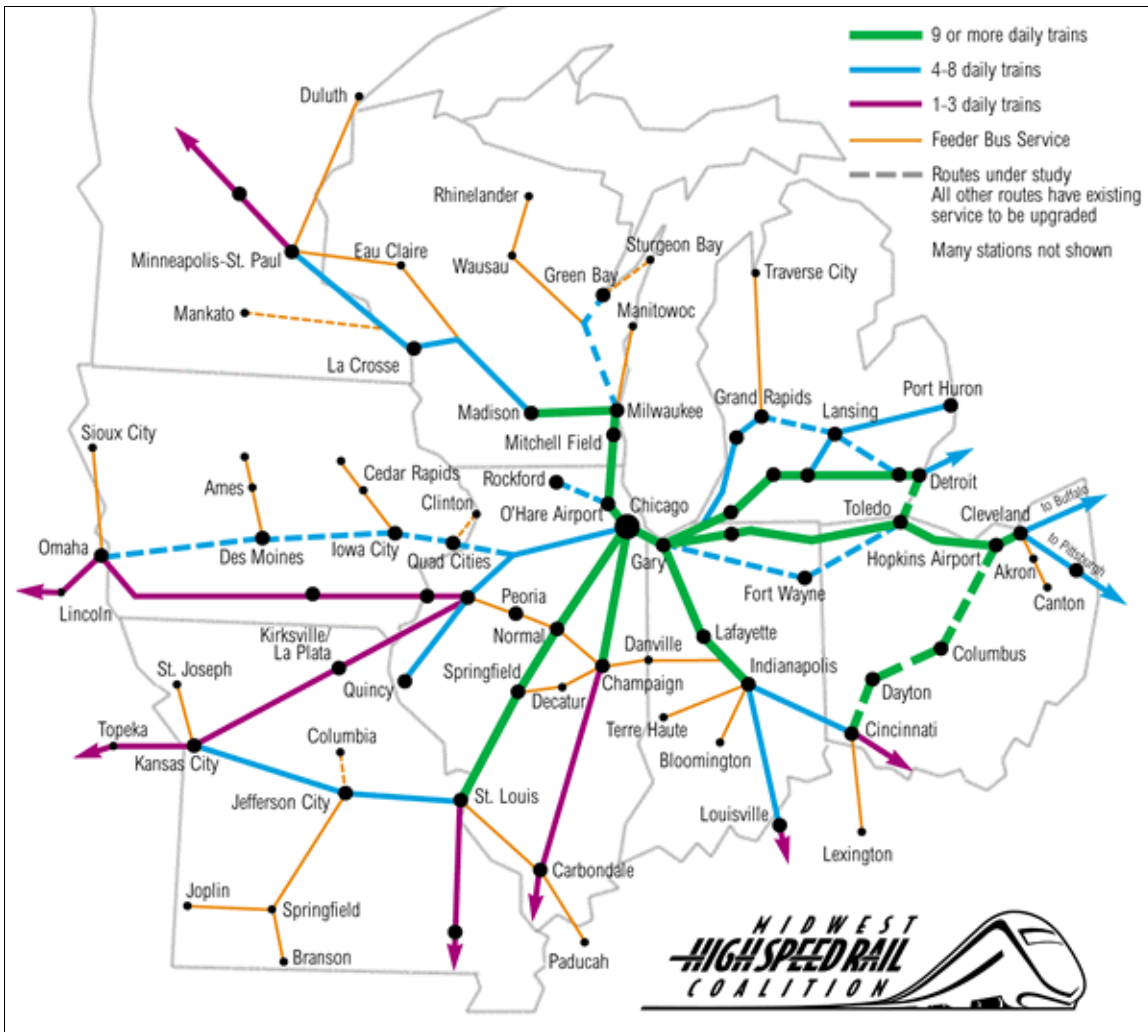 9 or more daily trains
4-8 daily trains
1-3 daily trains
Feeder Bus Service
Routes under study
All other routes have existing
service to be upgraded
Many stations not shown
Duluth
Rhinelander
Minneapolis-St. Paul
Eau Claire
Wausau
Sturgeon Bay
Green Bay
Traverse City
Mankato
Manitowoc
La Crosse
Madison
Milwaukee
Grand Rapids
Lansing
Port Huron
Mitchell Field
Sioux City
Rockford
Cedar Rapids
Ames
Clinton
O'Hare Airport
Chicago
Detroit
Toledo
Cleveland
to Buffalo
Omaha
Des Moines
Iowa City
Quad Cities
Gary
Hopkins Airport
to Pittsburgh
Akron
Canton
Lincoln
Fort Wayne
Peoria
Kirksville/
La Plata
Normal
Lafayette
Danville
Indianapolis
Columbus
St. Joseph
Quincy
Springfield
Champaign
Decatur
Dayton
Topeka
Kansas City
Columbia
Terre Haute
Bloomington
Cincinnati
Jefferson City
St. Louis
Louisville
Lexington
Carbondale
Joplin
Springfield
Branson
Paducah
MIDWEST
HIGH SPEED RAIL
COALITION